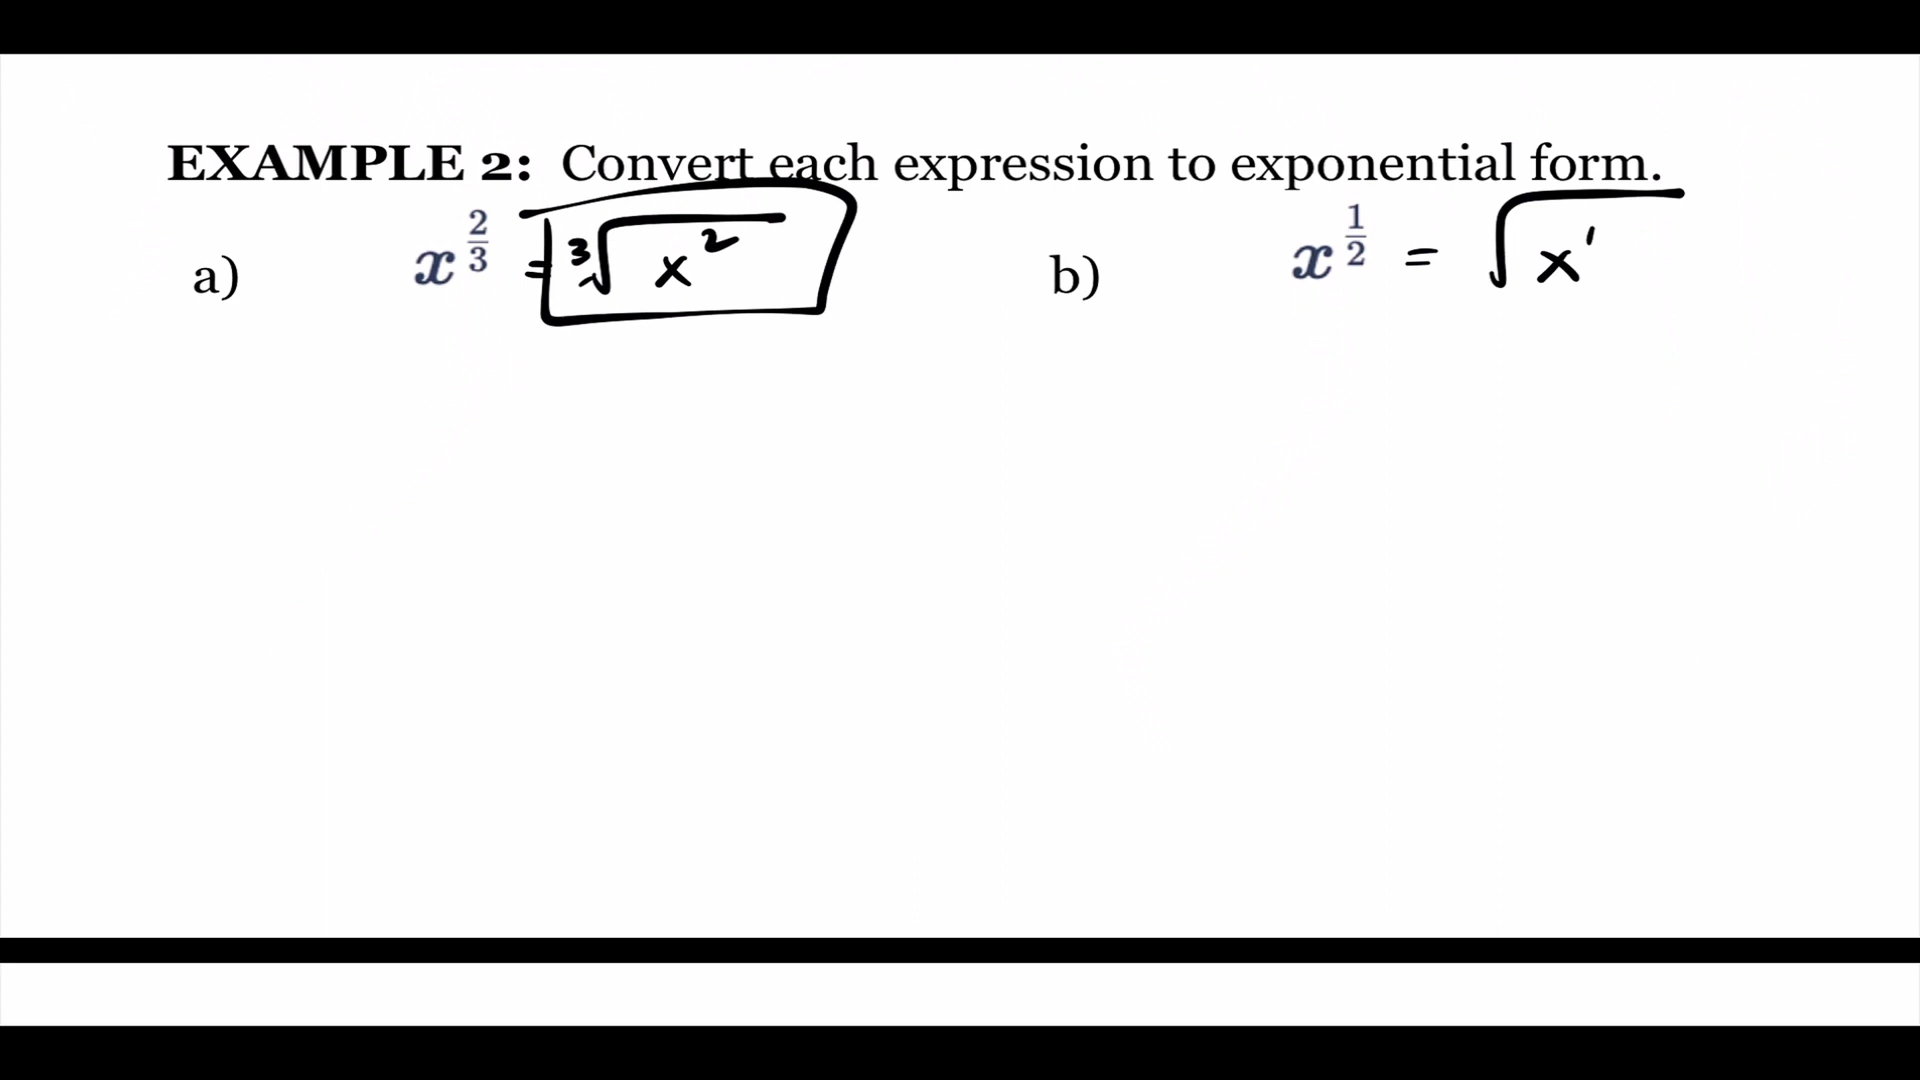 EXAMPLE 2: Convert each expression to exponential form.
a) x^{2/3} = ∛(x²) b) x^{1/2} = √(x¹)